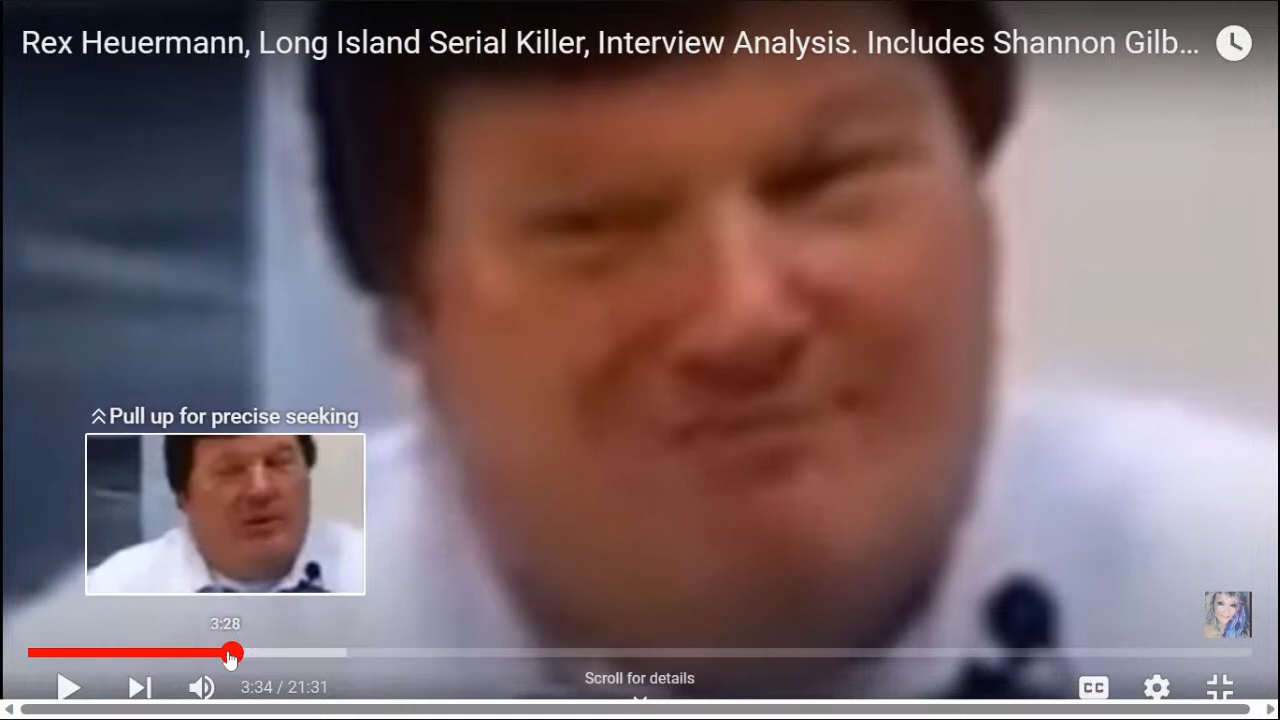 Rex Heuermann, Long Island Serial Killer, Interview Analysis. Includes Shannon Gilb...
Pull up for precise seeking
3:28
3:34 / 21:31
Scroll for details
CC